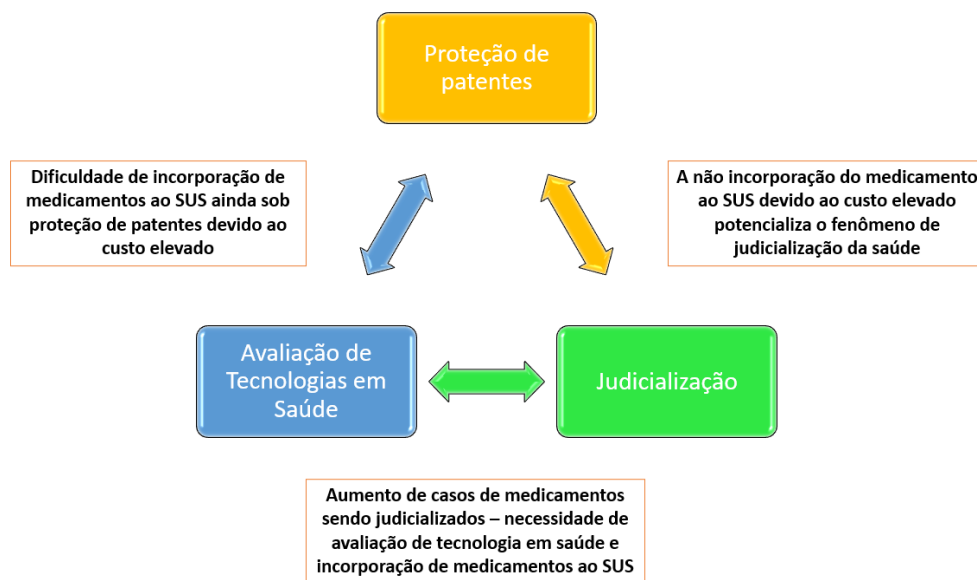 Proteção de
patentes
Dificuldade de incorporação de
medicamentos ao SUS ainda sob
proteção de patentes devido ao
custo elevado
A não incorporação do medicamento
ao SUS devido ao custo elevado
potencializa o fenômeno de
judicialização da saúde
Avaliação de
Tecnologias em
Saúde
Judicialização
Aumento de casos de medicamentos
sendo judicializados – necessidade de
avaliação de tecnologia em saúde e
incorporação de medicamentos ao SUS